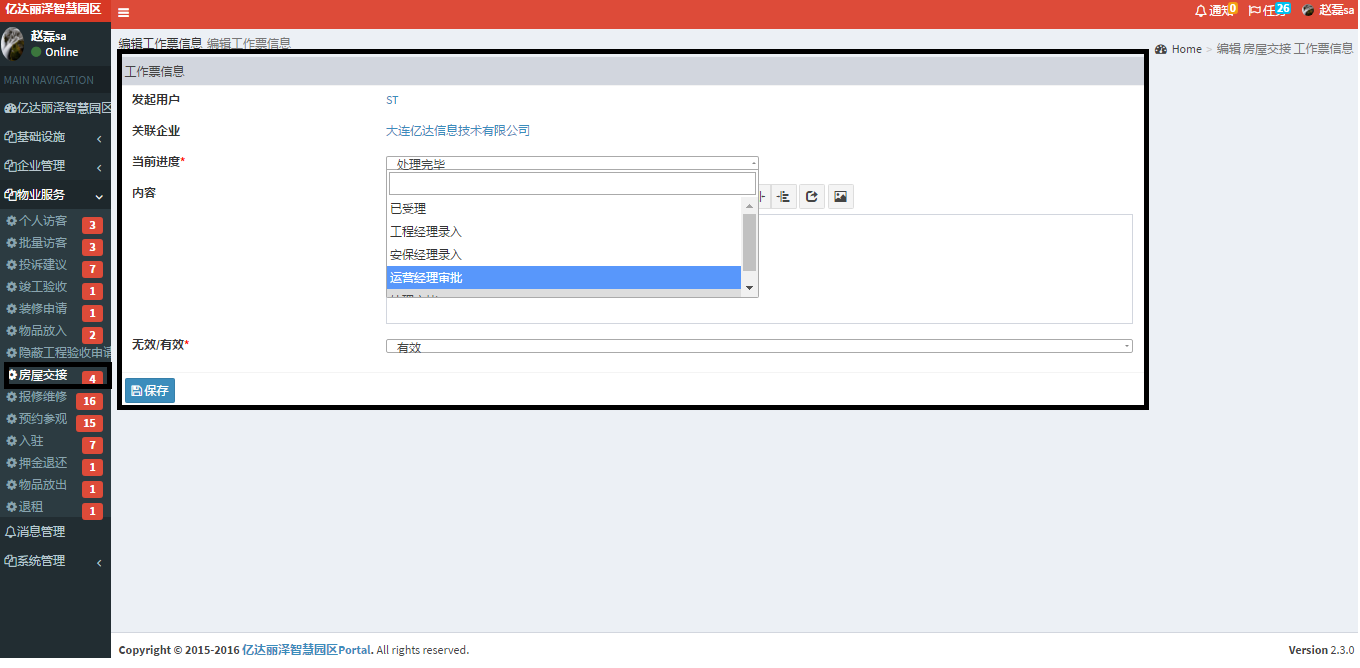 亿达丽泽智慧园区
通知 0
任务 26
赵磊sa
赵磊sa
Online
MAIN NAVIGATION
亿达丽泽智慧园区
基础设施
企业管理
物业服务
个人访客 3
批量访客 3
投诉建议 7
竣工验收 1
装修申请 1
物品放入 2
隐蔽工程验收申请
房屋交接 4
报修维修 16
预约参观 15
入驻 7
押金退还 1
物品放出 1
退租 1
消息管理
系统管理
编辑工作票信息 编辑工作票信息
Home > 编辑 房屋交接 工作票信息
工作票信息
发起用户 ST
关联企业 大连亿达信息技术有限公司
当前进度* 处理完毕
内容
已受理
工程经理录入
安保经理录入
运营经理审批
无效/有效* 有效
保存
Copyright © 2015-2016 亿达丽泽智慧园区Portal. All rights reserved.
Version 2.3.0